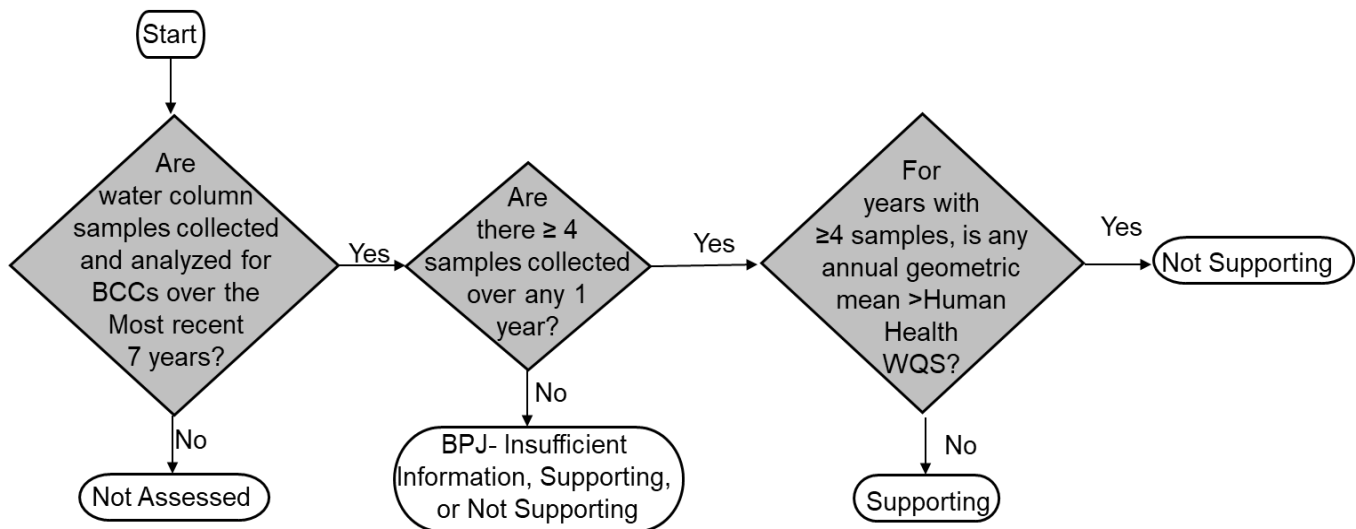 Start
Are
water column
samples collected
and analyzed for
BCCs over the
Most recent
7 years?
Yes
No
Not Assessed
Are
there ≥ 4
samples collected
over any 1
year?
Yes
No
BPJ- Insufficient
Information, Supporting,
or Not Supporting
For
years with
≥4 samples, is any
annual geometric
mean >Human
Health
WQS?
Yes
Not Supporting
No
Supporting